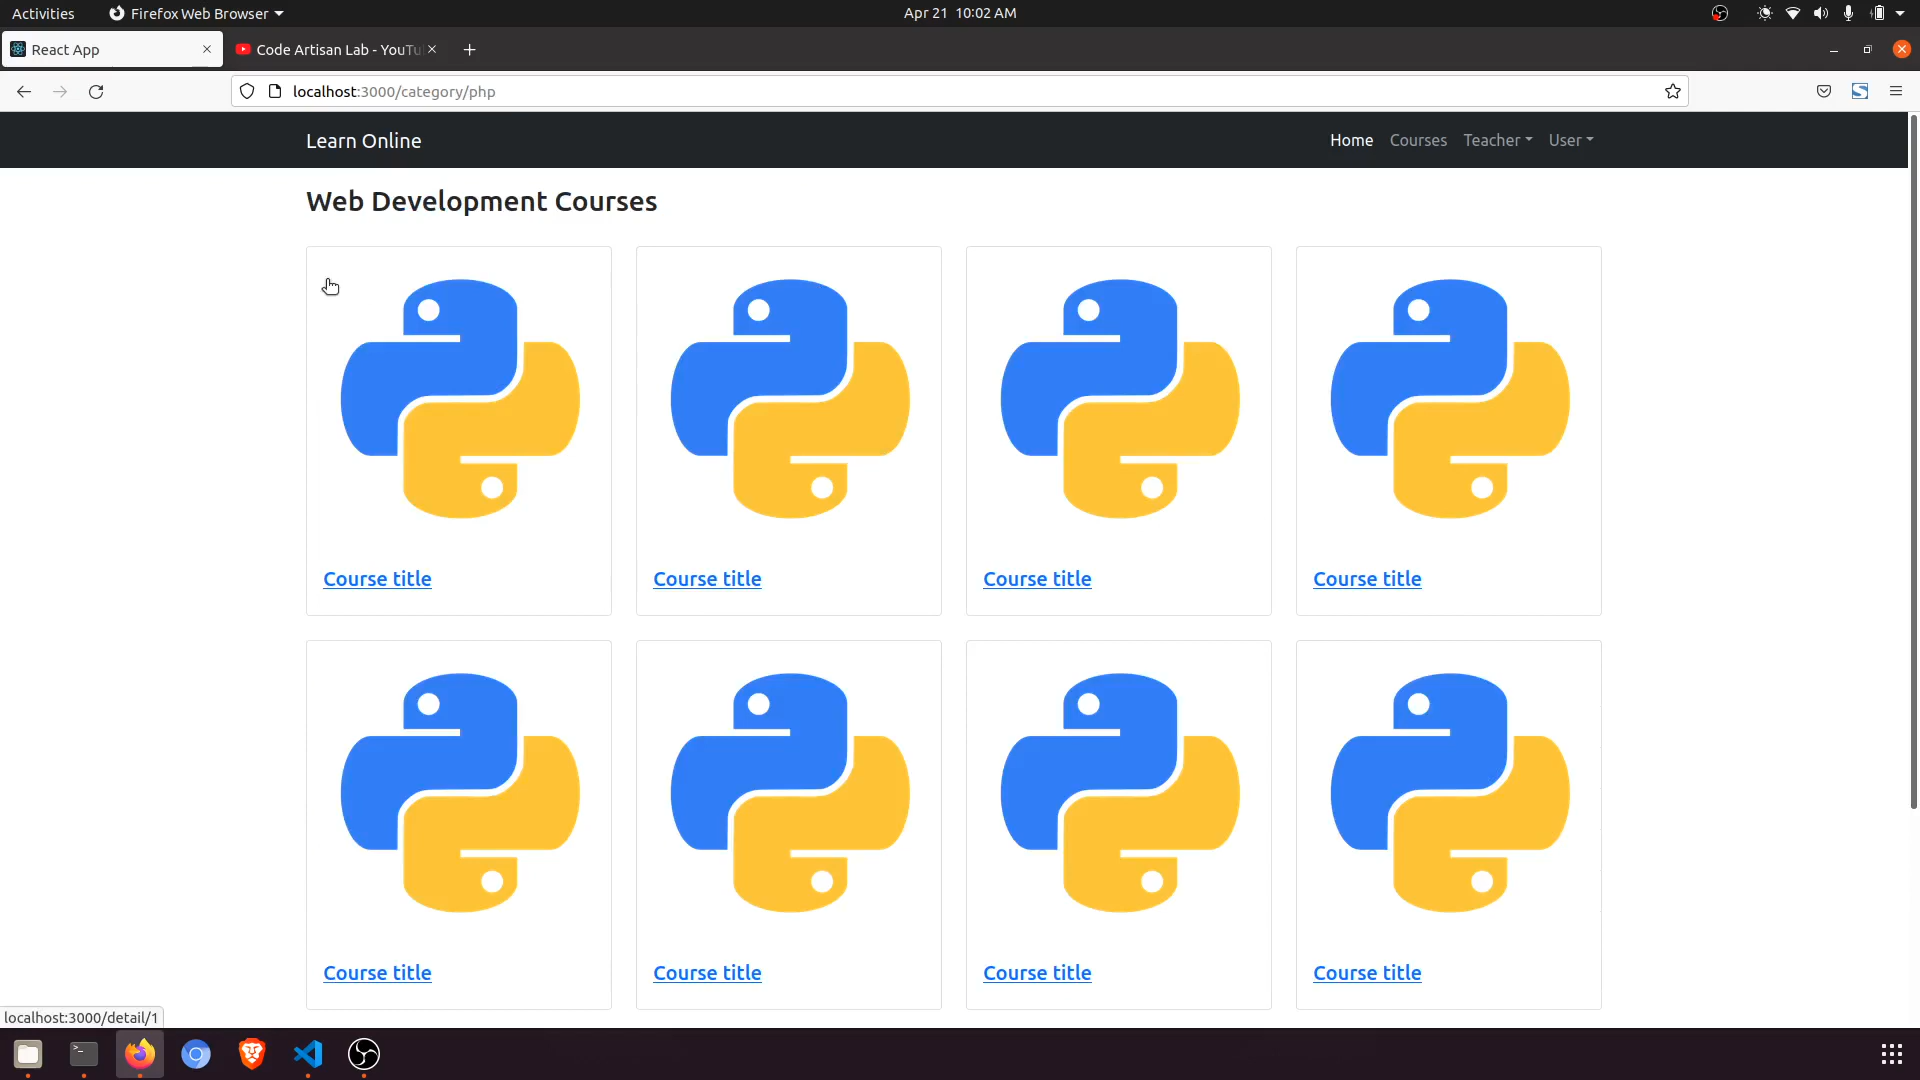 Activities
Firefox Web Browser
Apr 21 10:02 AM
React App
Code Artisan Lab - YouTu
localhost:3000/category/php
Learn Online
Home Courses Teacher User
Web Development Courses
Course title Course title Course title Course title
Course title Course title Course title Course title
localhost:3000/detail/1